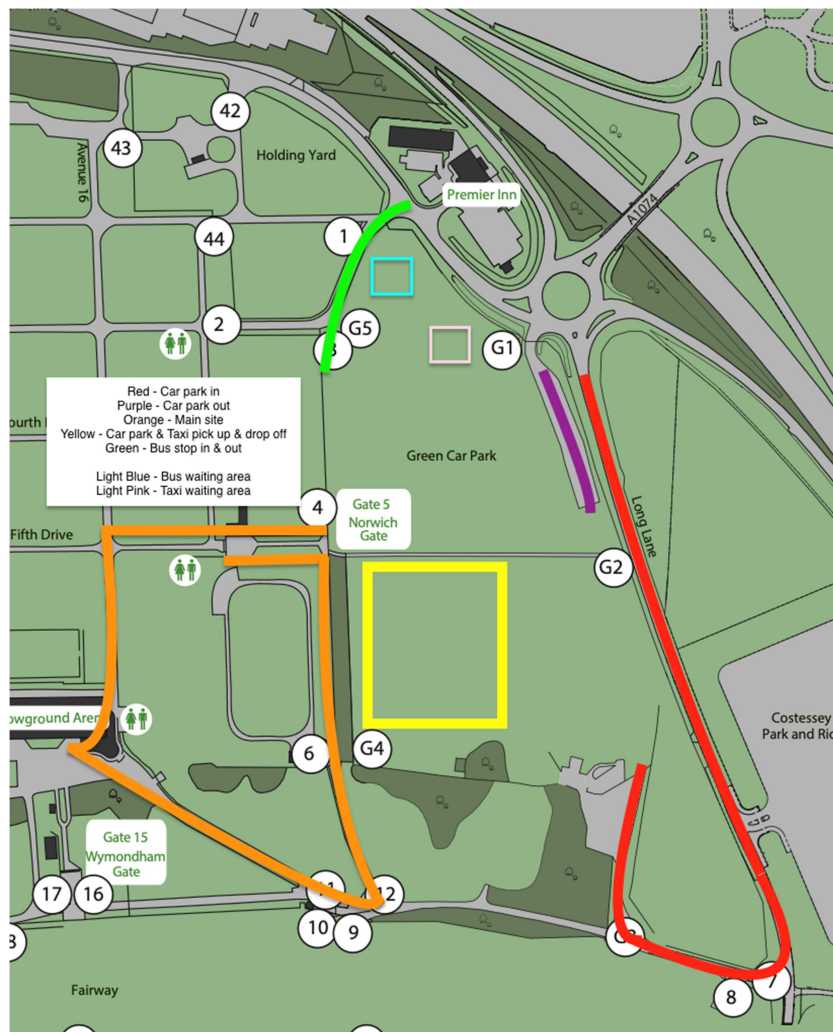 42
43
Avenue 16
Holding Yard
Premier Inn
A1074
44
1
2
G5
3
G1
Red - Car park in
Purple - Car park out
Orange - Main site
Yellow - Car park & Taxi pick up & drop off
Green - Bus stop in & out
Light Blue - Bus waiting area
Light Pink - Taxi waiting area
Green Car Park
4
Gate 5
Norwich
Gate
Fifth Drive
Long Lane
G2
Costessey
6
G4
Gate 15
Wymondham
Gate
17
16
11
12
10
9
8
7
Fairway